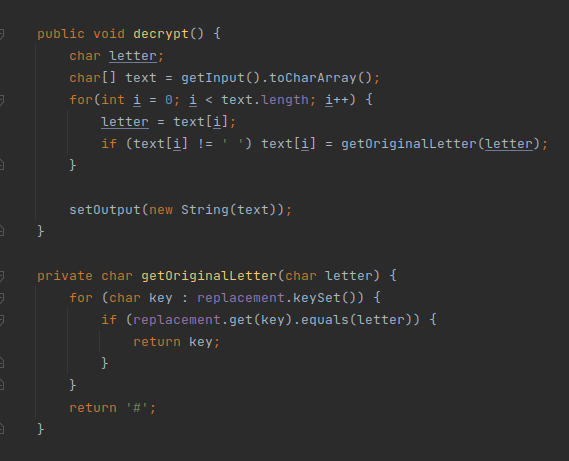 public void decrypt() {
    char letter;
    char[] text = getInput().toCharArray();
    for(int i = 0; i < text.length; i++) {
        letter = text[i];
        if (text[i] != ' ') text[i] = getOriginalLetter(letter);
    }

    setOutput(new String(text));
}

private char getOriginalLetter(char letter) {
    for (char key : replacement.keySet()) {
        if (replacement.get(key).equals(letter)) {
            return key;
        }
    }
    return '#';
}